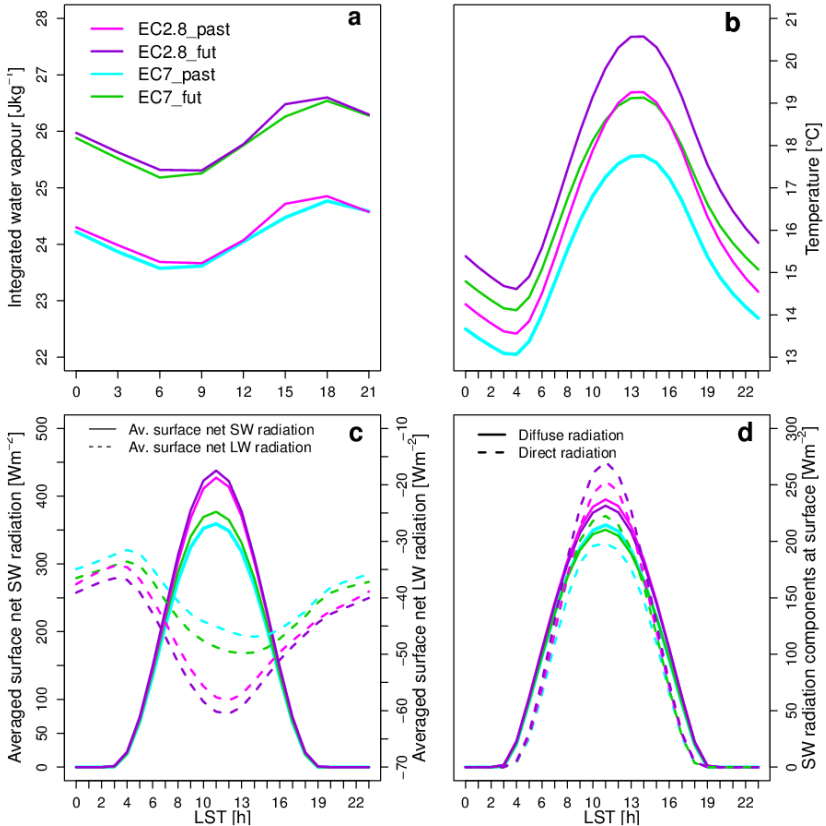 a
EC2.8_past
EC2.8_fut
EC7_past
EC7_fut
Integrated water vapour [Jkg⁻¹]
28
27
26
25
24
23
22
0 3 6 9 12 15 18 21
b
Temperature [°C]
21
20
19
18
17
16
15
14
13
0 2 4 6 8 10 13 16 19 22
c
Av. surface net SW radiation
Av. surface net LW radiation
Averaged surface net SW radiation [Wm⁻²]
500
400
300
200
100
0
Averaged surface net LW radiation [Wm⁻²]
−10
−20
−30
−40
−50
−60
−70
0 2 4 6 8 10 13 16 19 22
LST [h]
d
Diffuse radiation
Direct radiation
SW radiation components at surface [Wm⁻²]
300
250
200
150
100
50
0
0 2 4 6 8 10 13 16 19 22
LST [h]